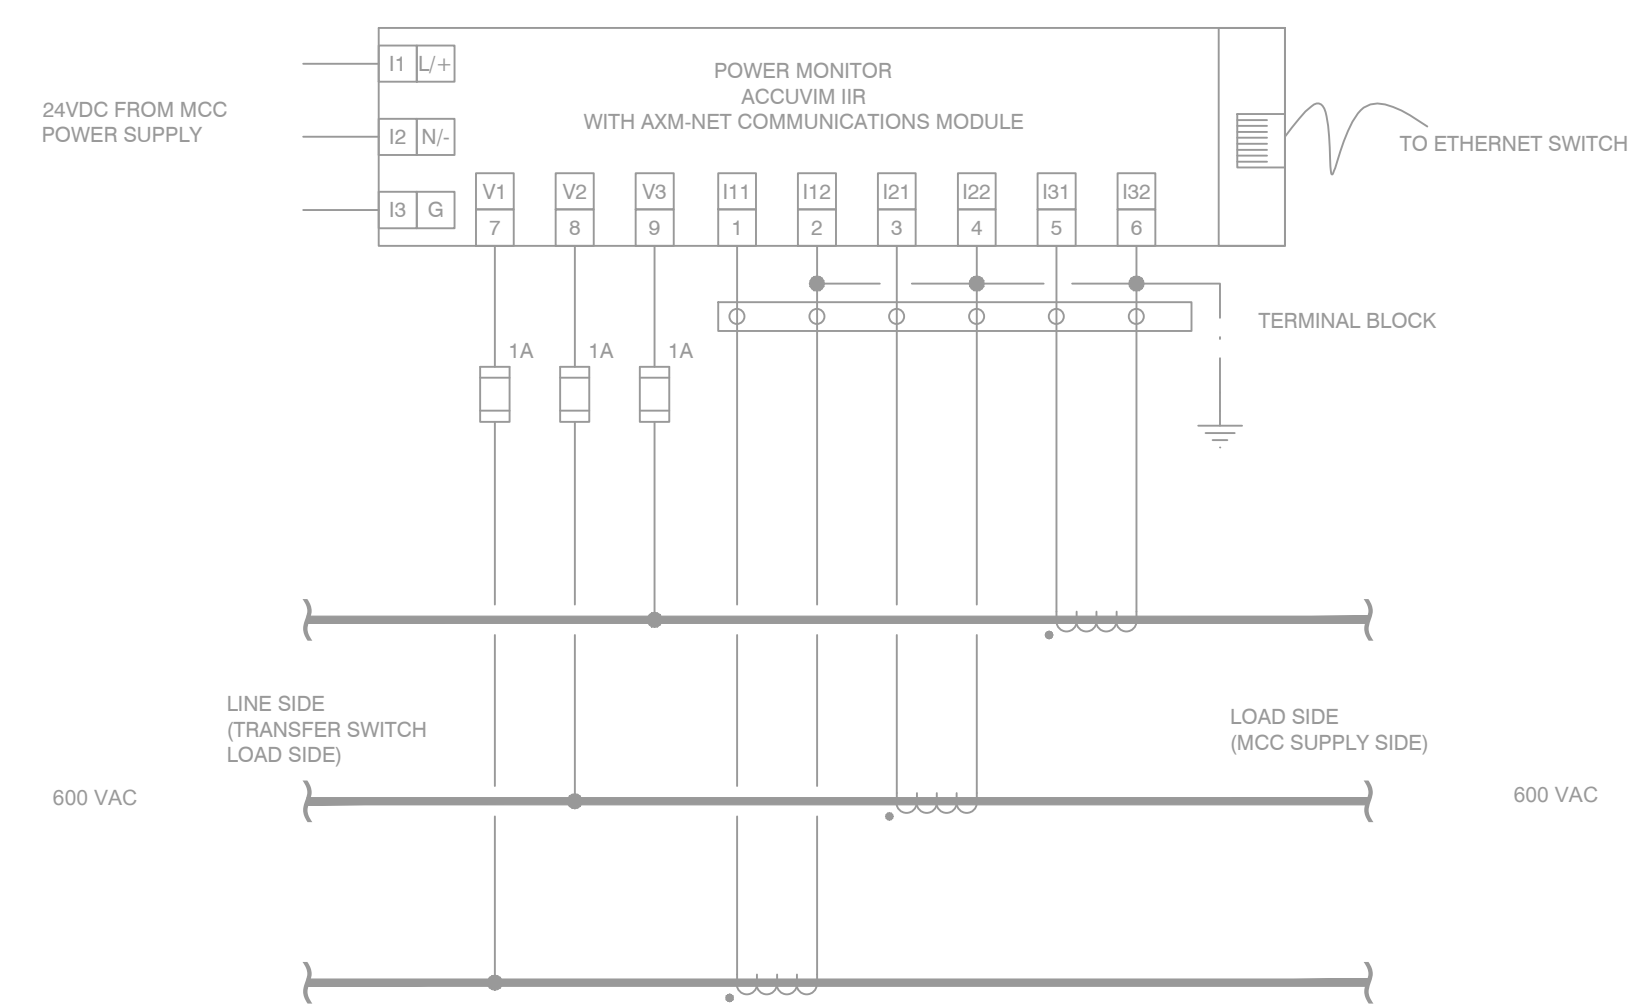 POWER MONITOR
ACCUVIM IIR
WITH AXM-NET COMMUNICATIONS MODULE
I1 L/+
24VDC FROM MCC
POWER SUPPLY
I2 N/-
I3 G
TO ETHERNET SWITCH
V1 V2 V3 I11 I12 I21 I22 I31 I32
7 8 9 1 2 3 4 5 6
TERMINAL BLOCK
1A 1A 1A
LINE SIDE
(TRANSFER SWITCH
LOAD SIDE)
LOAD SIDE
(MCC SUPPLY SIDE)
600 VAC
600 VAC